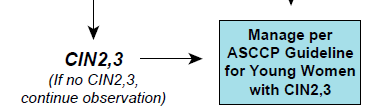 CIN2,3
(If no CIN2,3,
continue observation)
Manage per
ASCCP Guideline
for Young Women
with CIN2,3